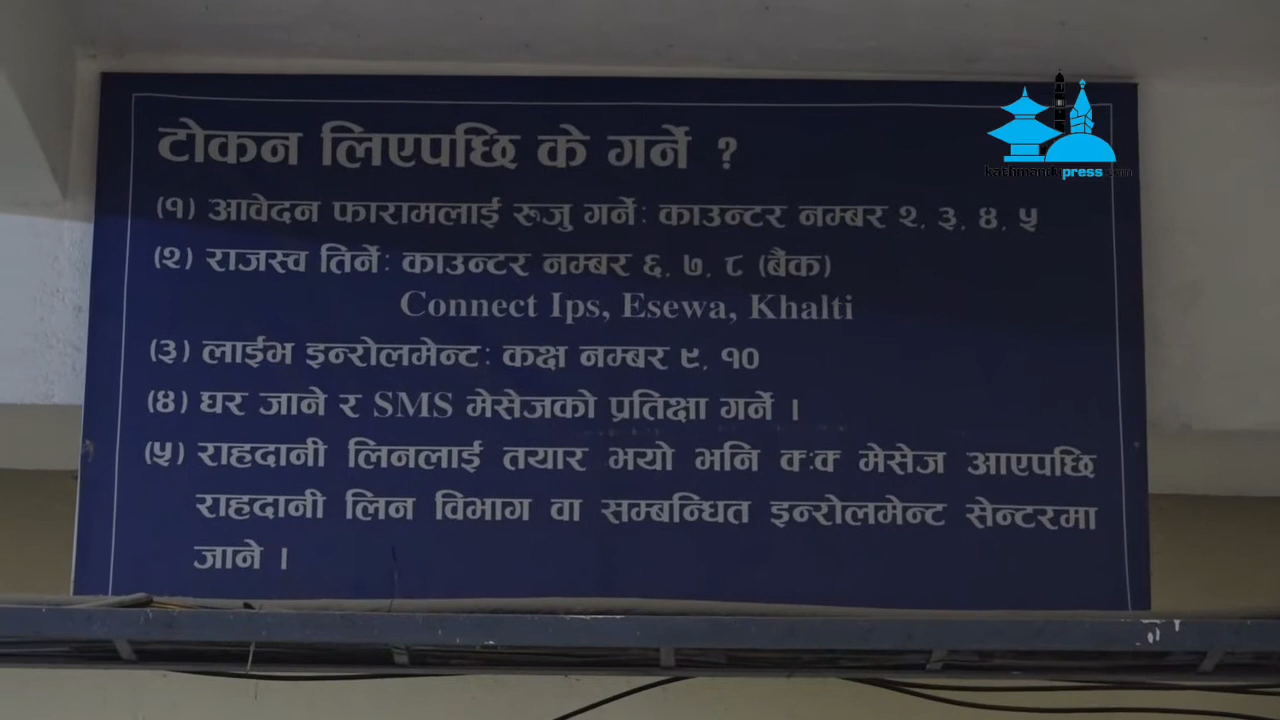 टोकन लिएपछि के गर्ने ?
kathmandupress.com
(१) आवेदन फारामलाई रूजु गर्नेः काउन्टर नम्बर २, ३, ४, ५
(२) राजस्व तिर्नेः काउन्टर नम्बर ६, ७, ८ (बैंक)
Connect Ips, Esewa, Khalti
(३) लाईभ इन्रोलमेन्टः कक्ष नम्बर ९, १०
(४) घर जाने र SMS मेसेजको प्रतिक्षा गर्ने ।
(५) राहदानी लिनलाई तयार भयो भनि क:क मेसेज आएपछि
राहदानी लिन विभाग वा सम्बन्धित इन्रोलमेन्ट सेन्टरमा
जाने ।